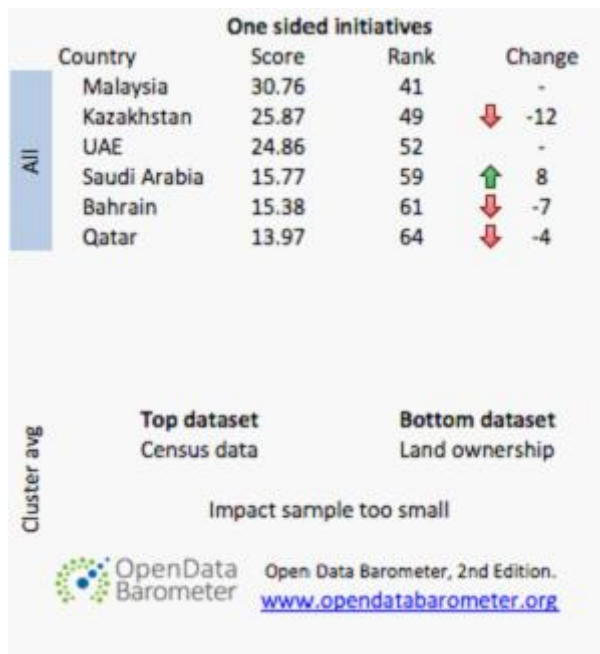 One sided initiatives
Country Score Rank Change
All
Malaysia 30.76 41 -
Kazakhstan 25.87 49 -12
UAE 24.86 52 -
Saudi Arabia 15.77 59 8
Bahrain 15.38 61 -7
Qatar 13.97 64 -4
Cluster avg
Top dataset Bottom dataset
Census data Land ownership
Impact sample too small
OpenData
Barometer
Open Data Barometer, 2nd Edition.
www.opendatabarometer.org